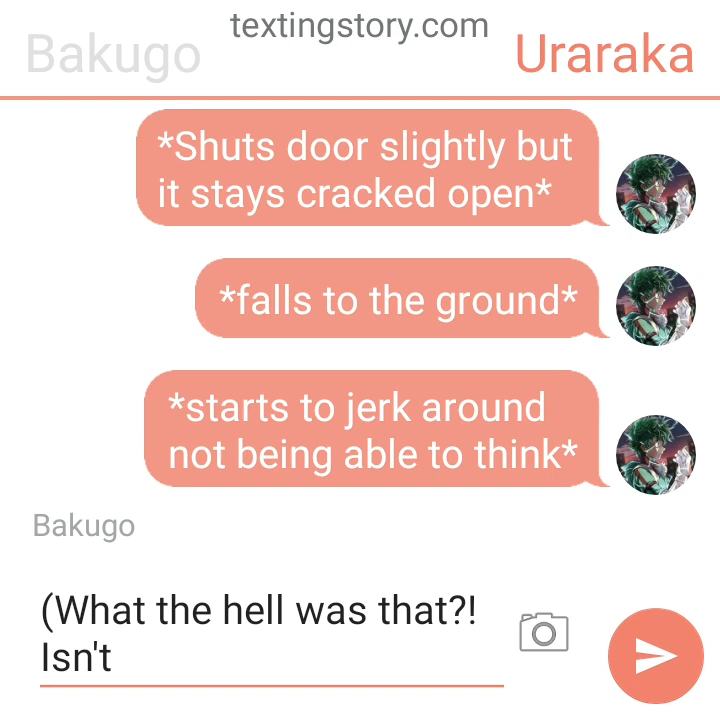 textingstory.com
Bakugo
Uraraka
*Shuts door slightly but
it stays cracked open*
*falls to the ground*
*starts to jerk around
not being able to think*
Bakugo
(What the hell was that?!
Isn't